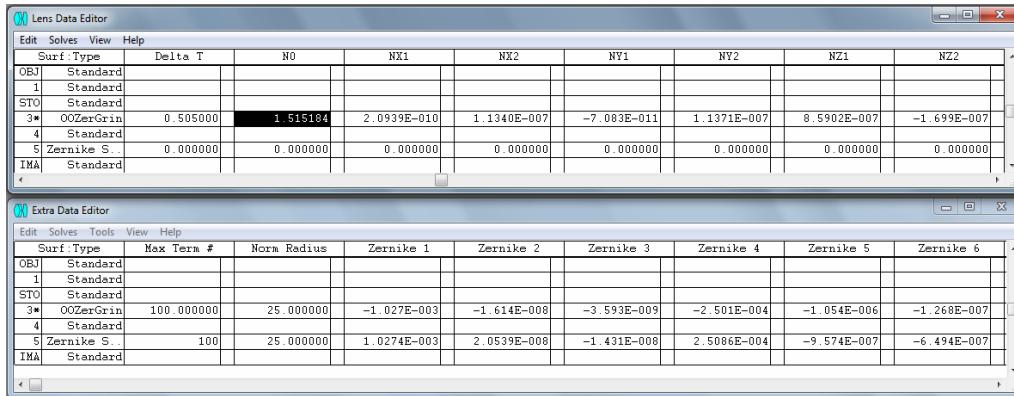 Lens Data Editor
Edit Solves View Help
Surf:Type Delta T N0 NX1 NX2 NY1 NY2 NZ1 NZ2
OBJ Standard
1 Standard
STO Standard
3* OOZerGrin 0.505000 1.515184 2.0939E-010 1.1340E-007 -7.083E-011 1.1371E-007 8.5902E-007 -1.699E-007
4 Standard
5 Zernike S.. 0.000000 0.000000 0.000000 0.000000 0.000000 0.000000 0.000000 0.000000
IMA Standard
Extra Data Editor
Edit Solves Tools View Help
Surf:Type Max Term # Norm Radius Zernike 1 Zernike 2 Zernike 3 Zernike 4 Zernike 5 Zernike 6
OBJ Standard
1 Standard
STO Standard
3* OOZerGrin 100.000000 25.000000 -1.027E-003 -1.614E-008 -3.593E-009 -2.501E-004 -1.054E-006 -1.268E-007
4 Standard
5 Zernike S.. 100 25.000000 1.0274E-003 2.0539E-008 -1.431E-008 2.5086E-004 -9.574E-007 -6.494E-007
IMA Standard